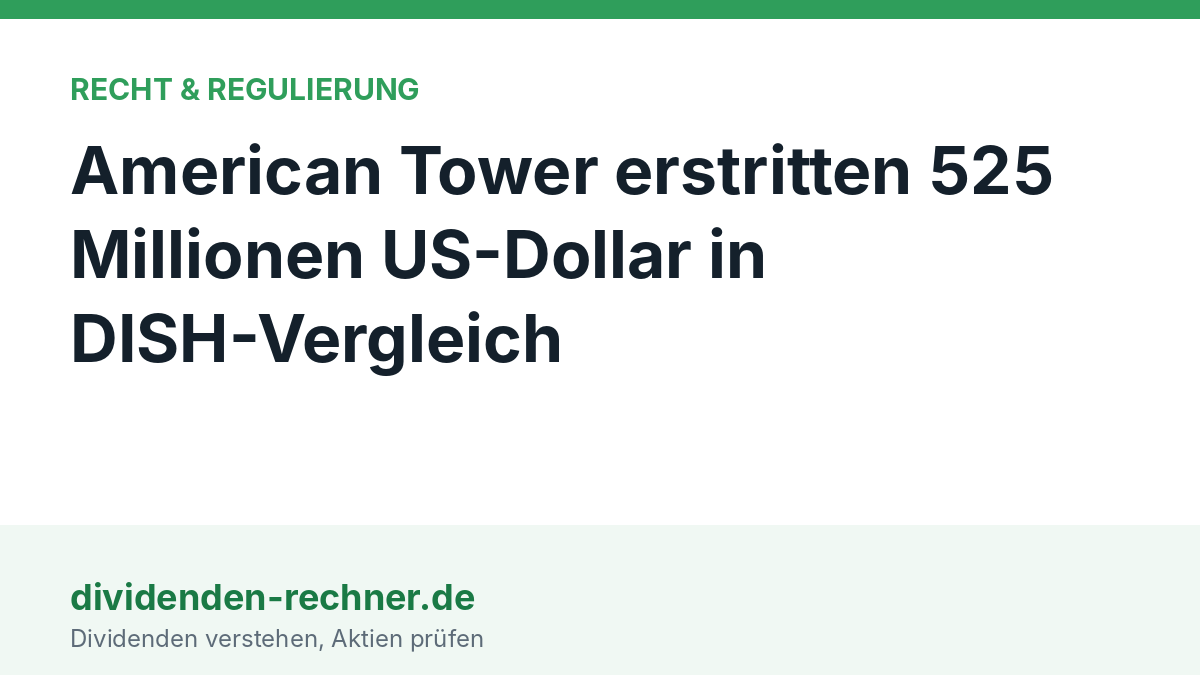 RECHT & REGULIERUNG
American Tower erstritten 525
Millionen US-Dollar in
DISH-Vergleich
dividenden-rechner.de
Dividenden verstehen, Aktien prüfen